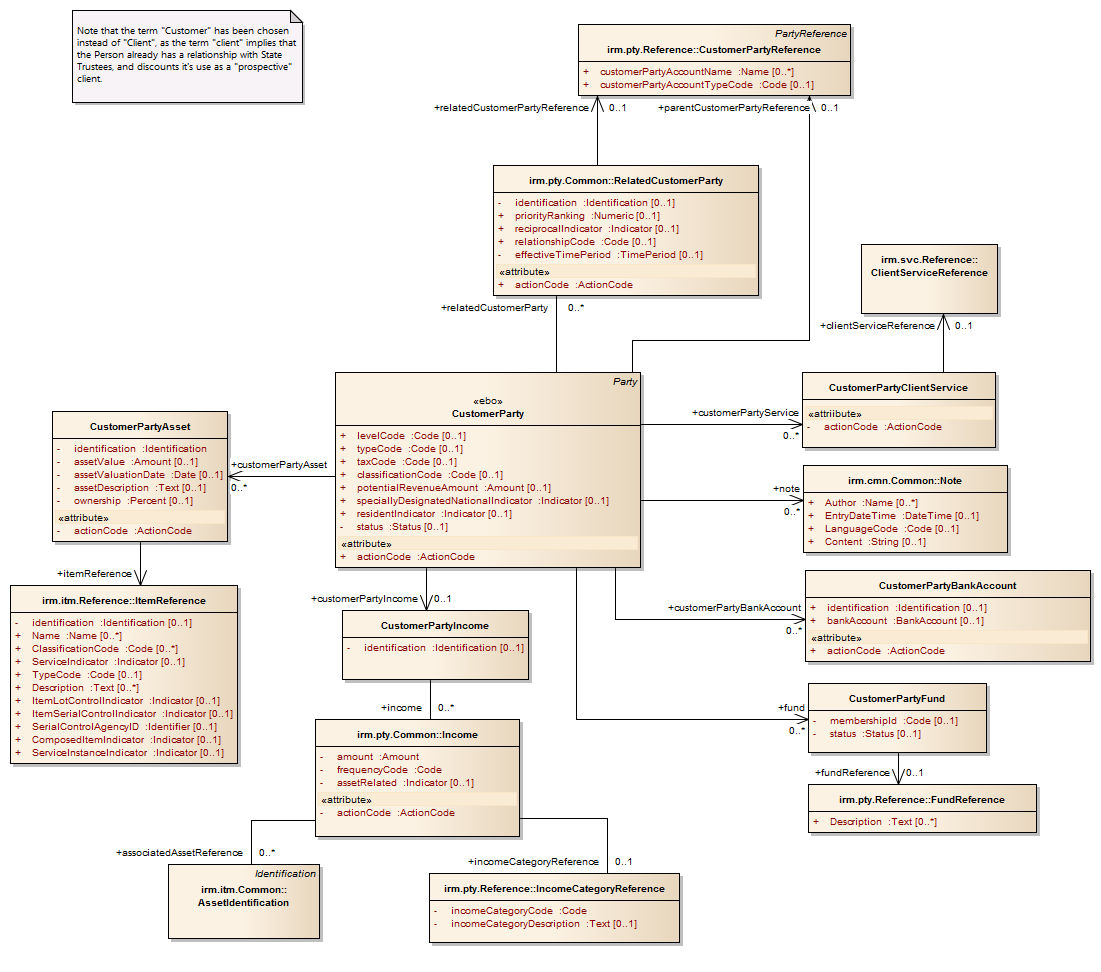 Note that the term "Customer" has been chosen
instead of "Client", as the term "client" implies that
the Person already has a relationship with State
Trustees, and discounts it's use as a "prospective"
client.
PartyReference
irm.pty.Reference::CustomerPartyReference
+ customerPartyAccountName :Name [0..*]
+ customerPartyAccountTypeCode :Code [0..1]
+relatedCustomerPartyReference 0..1
+parentCustomerPartyReference 0..1
irm.pty.Common::RelatedCustomerParty
- identification :Identification [0..1]
+ priorityRanking :Numeric [0..1]
+ reciprocalIndicator :Indicator [0..1]
+ relationshipCode :Code [0..1]
- effectiveTimePeriod :TimePeriod [0..1]
«attribute»
+ actionCode :ActionCode
+relatedCustomerParty 0..*
irm.svc.Reference::
ClientServiceReference
+clientServiceReference 0..1
Party
«ebo»
CustomerParty
+ levelCode :Code [0..1]
+ typeCode :Code [0..1]
+ taxCode :Code [0..1]
+ classificationCode :Code [0..1]
+ potentialRevenueAmount :Amount [0..1]
+ speciallyDesignatedNationalIndicator :Indicator [0..1]
+ residentIndicator :Indicator [0..1]
- status :Status [0..1]
«attribute»
+ actionCode :ActionCode
+customerPartyService
0..*
CustomerPartyClientService
«attriibute»
- actionCode :ActionCode
CustomerPartyAsset
- identification :Identification
- assetValue :Amount [0..1]
- assetValuationDate :Date [0..1]
- assetDescription :Text [0..1]
- ownership :Percent [0..1]
«attribute»
- actionCode :ActionCode
+customerPartyAsset
0..*
+note
0..*
irm.cmn.Common::Note
+ Author :Name [0..*]
+ EntryDateTime :DateTime [0..1]
+ LanguageCode :Code [0..1]
+ Content :String [0..1]
+itemReference
irm.itm.Reference::ItemReference
- identification :Identification [0..1]
+ Name :Name [0..*]
+ ClassificationCode :Code [0..*]
+ ServiceIndicator :Indicator [0..1]
+ TypeCode :Code [0..1]
+ Description :Text [0..*]
+ ItemLotControlIndicator :Indicator [0..1]
+ ItemSerialControlIndicator :Indicator [0..1]
+ SerialControlAgencyID :Identifier [0..1]
+ ComposedItemIndicator :Indicator [0..1]
+ ServiceInstanceIndicator :Indicator [0..1]
+customerPartyIncome 0..1
CustomerPartyIncome
- identification :Identification [0..1]
+customerPartyBankAccount
0..*
CustomerPartyBankAccount
+ identification :Identification [0..1]
+ bankAccount :BankAccount [0..1]
«attribute»
+ actionCode :ActionCode
+income 0..*
irm.pty.Common::Income
- amount :Amount
- frequencyCode :Code
- assetRelated :Indicator [0..1]
«attribute»
- actionCode :ActionCode
+fund
0..*
CustomerPartyFund
- membershipId :Code [0..1]
- status :Status [0..1]
+fundReference 0..1
irm.pty.Reference::FundReference
+ Description :Text [0..*]
+associatedAssetReference 0..*
Identification
irm.itm.Common::
AssetIdentification
+incomeCategoryReference 0..1
irm.pty.Reference::IncomeCategoryReference
- incomeCategoryCode :Code
- incomeCategoryDescription :Text [0..1]